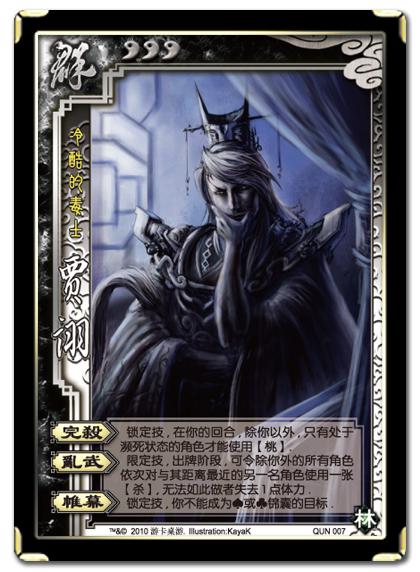 群
冷酷的毒士
贾诩
完殺
锁定技，在你的回合，除你以外，只有处于
濒死状态的角色才能使用【桃】.
亂武
限定技，出牌阶段，可令除你外的所有角色
依次对与其距离最近的另一名角色使用一张
【杀】，无法如此做者失去1点体力.
帷幕
锁定技，你不能成为♠或♣锦囊的目标.
™&© 2010 游卡桌游. Illustration:KayaK
QUN 007
林